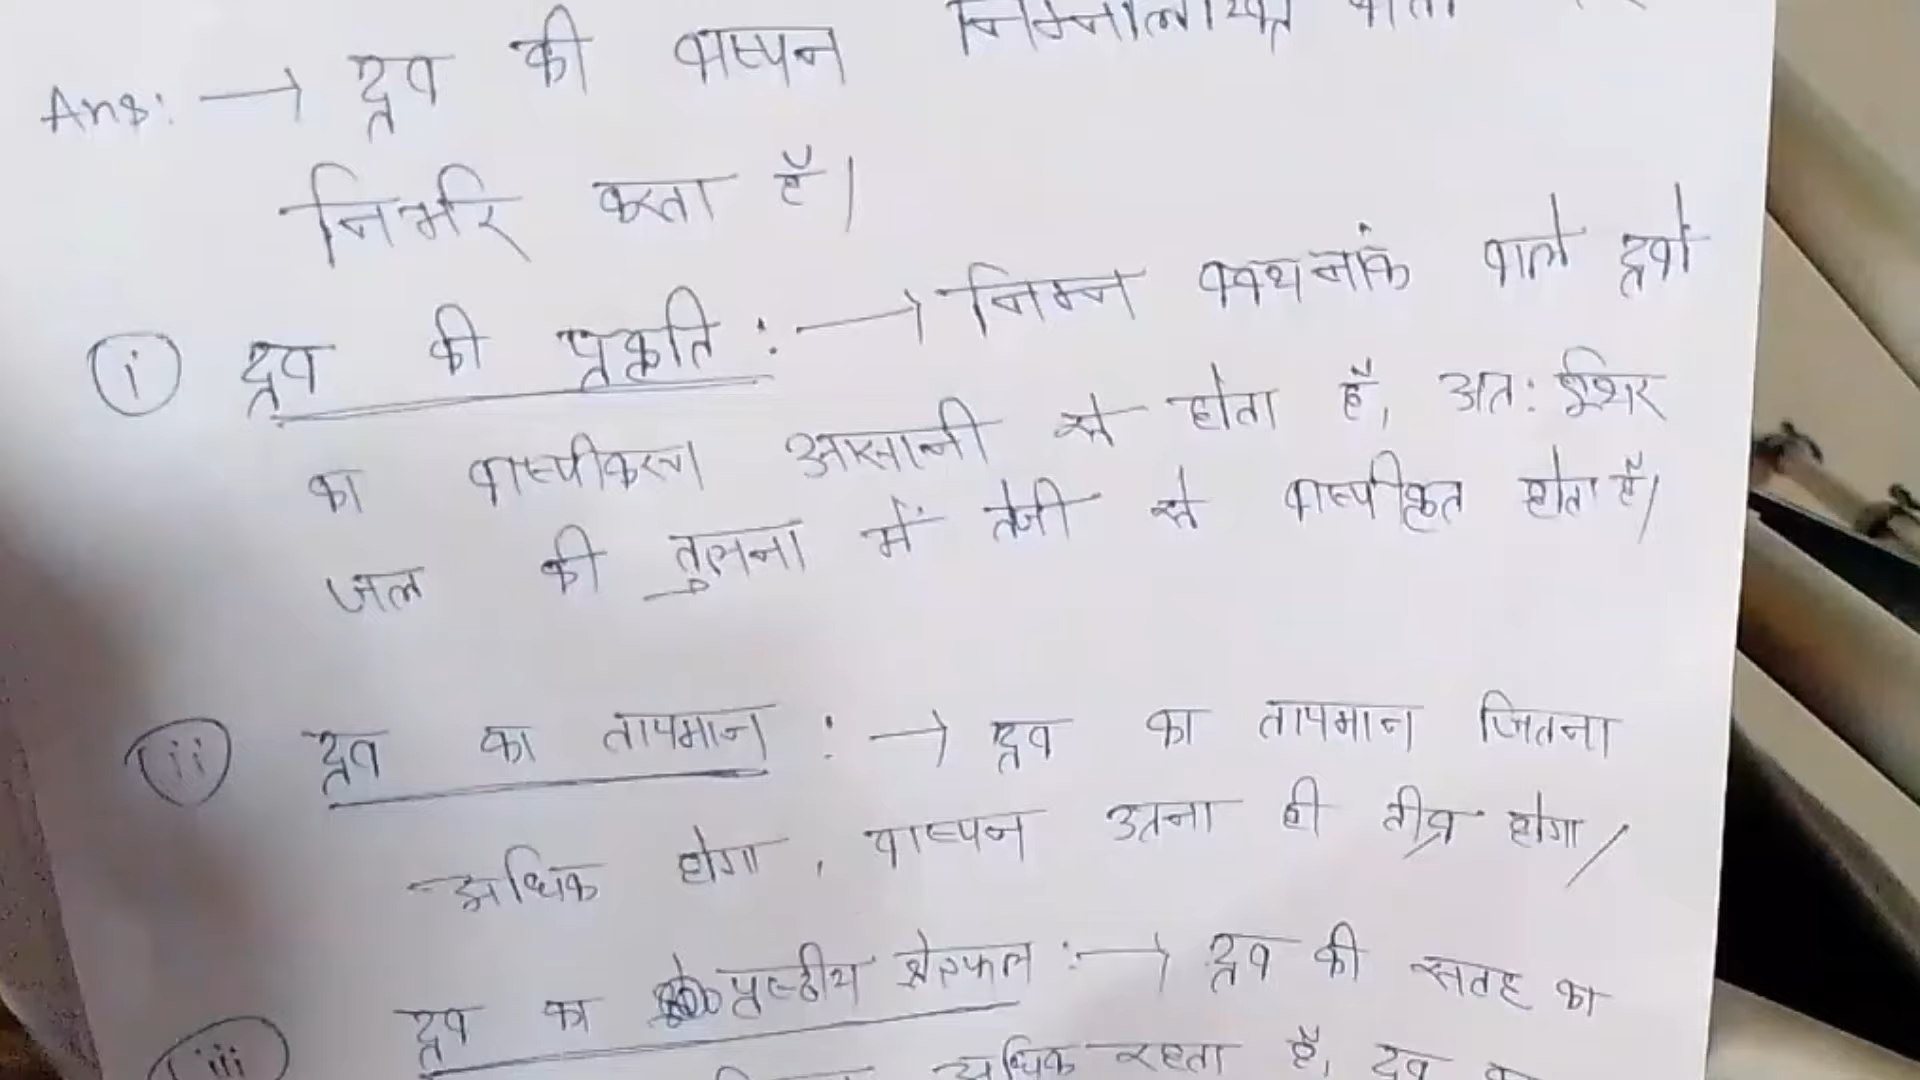 Ans: → द्रव की वाष्पन निम्नलिखित
निर्भर करता है।
(i) द्रव की प्रकृति :→ निम्न क्वथनांक वाले द्रवों
का वाष्पीकरण आसानी से होता है, अतः ईथर
जल की तुलना में तेजी से वाष्पीकृत होता है।
(ii) द्रव का तापमान :→ द्रव का तापमान जितना
अधिक होगा, वाष्पन उतना ही तीव्र होगा।
(iii) द्रव का पृष्ठीय क्षेत्रफल :→ द्रव की सतह का
अधिक रहता है, द्रव